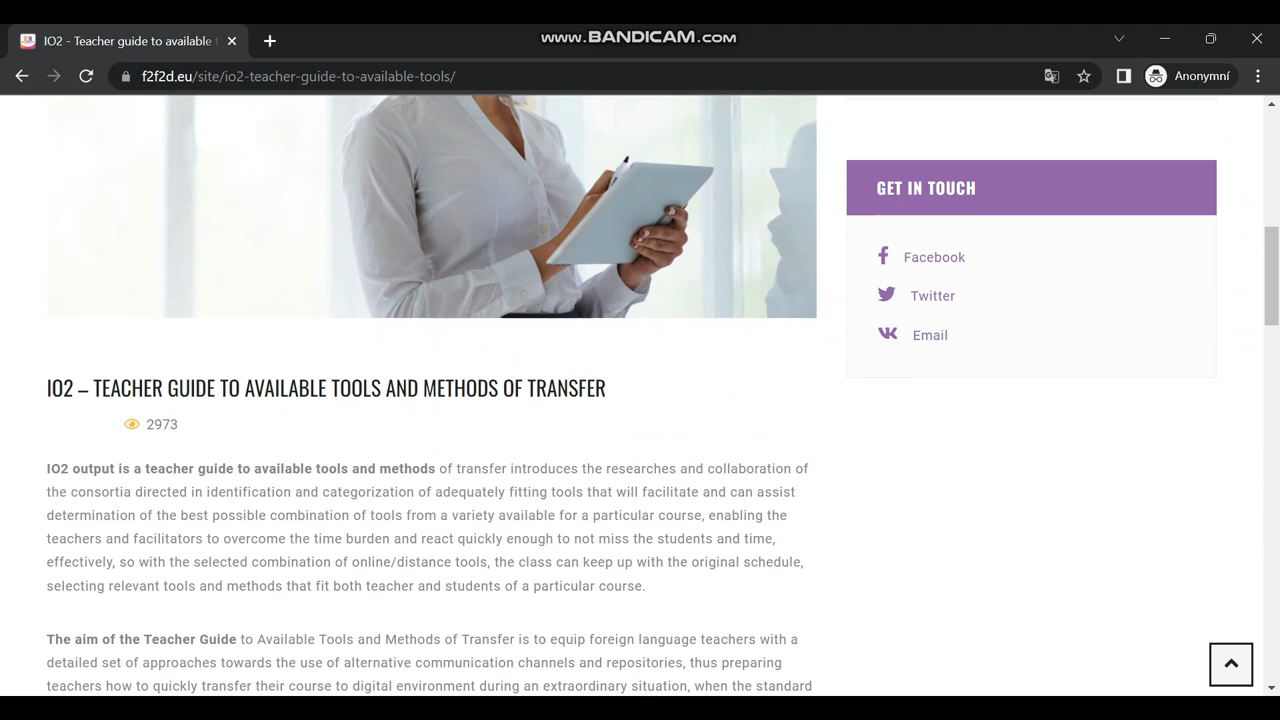 www.BANDICAM.com
IO2 - Teacher guide to available t
f2f2d.eu/site/io2-teacher-guide-to-available-tools/
Anonymní
GET IN TOUCH
Facebook
Twitter
Email
IO2 – TEACHER GUIDE TO AVAILABLE TOOLS AND METHODS OF TRANSFER
2973
IO2 output is a teacher guide to available tools and methods of transfer introduces the researches and collaboration of
the consortia directed in identification and categorization of adequately fitting tools that will facilitate and can assist
determination of the best possible combination of tools from a variety available for a particular course, enabling the
teachers and facilitators to overcome the time burden and react quickly enough to not miss the students and time,
effectively, so with the selected combination of online/distance tools, the class can keep up with the original schedule,
selecting relevant tools and methods that fit both teacher and students of a particular course.
The aim of the Teacher Guide to Available Tools and Methods of Transfer is to equip foreign language teachers with a
detailed set of approaches towards the use of alternative communication channels and repositories, thus preparing
teachers how to quickly transfer their course to digital environment during an extraordinary situation, when the standard